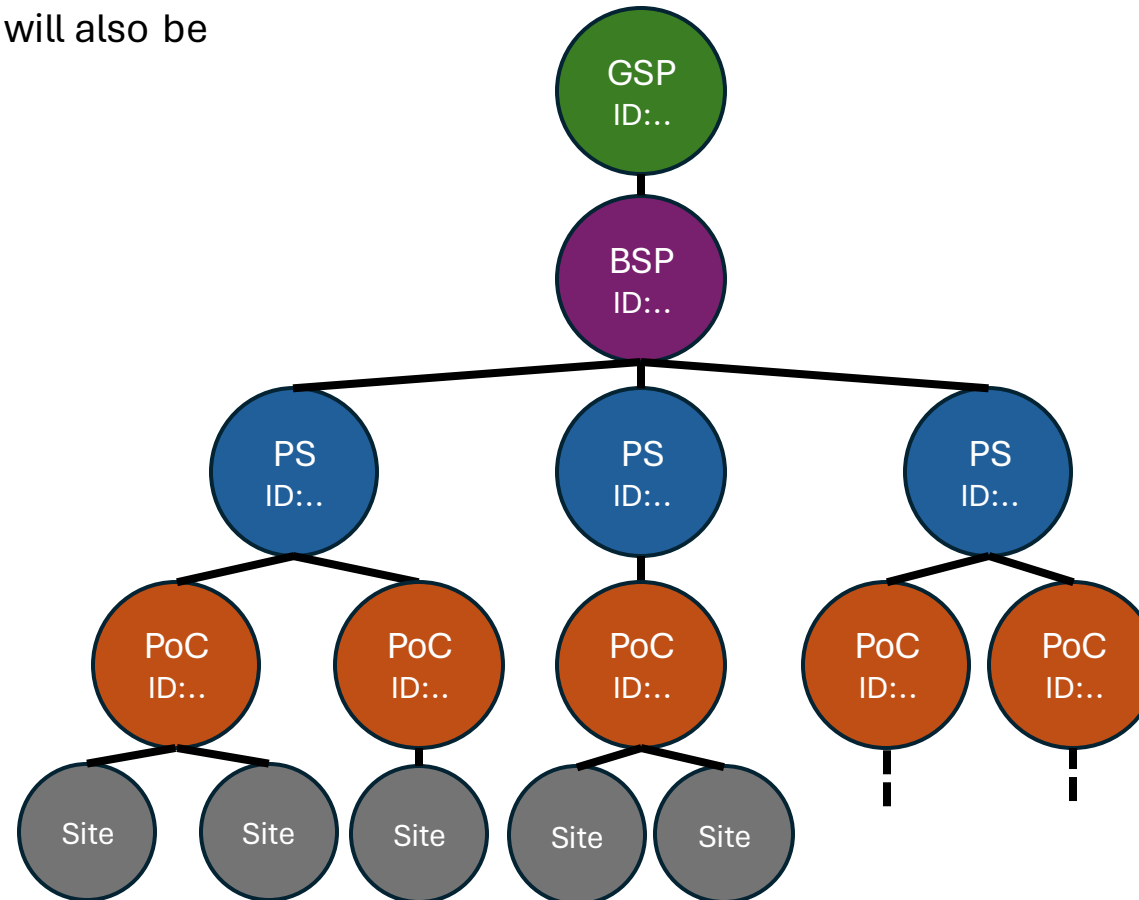 will also be
GSP
ID:..
BSP
ID:..
PS
ID:..
PS
ID:..
PS
ID:..
PoC
ID:..
PoC
ID:..
PoC
ID:..
PoC
ID:..
PoC
ID:..
Site
Site
Site
Site
Site